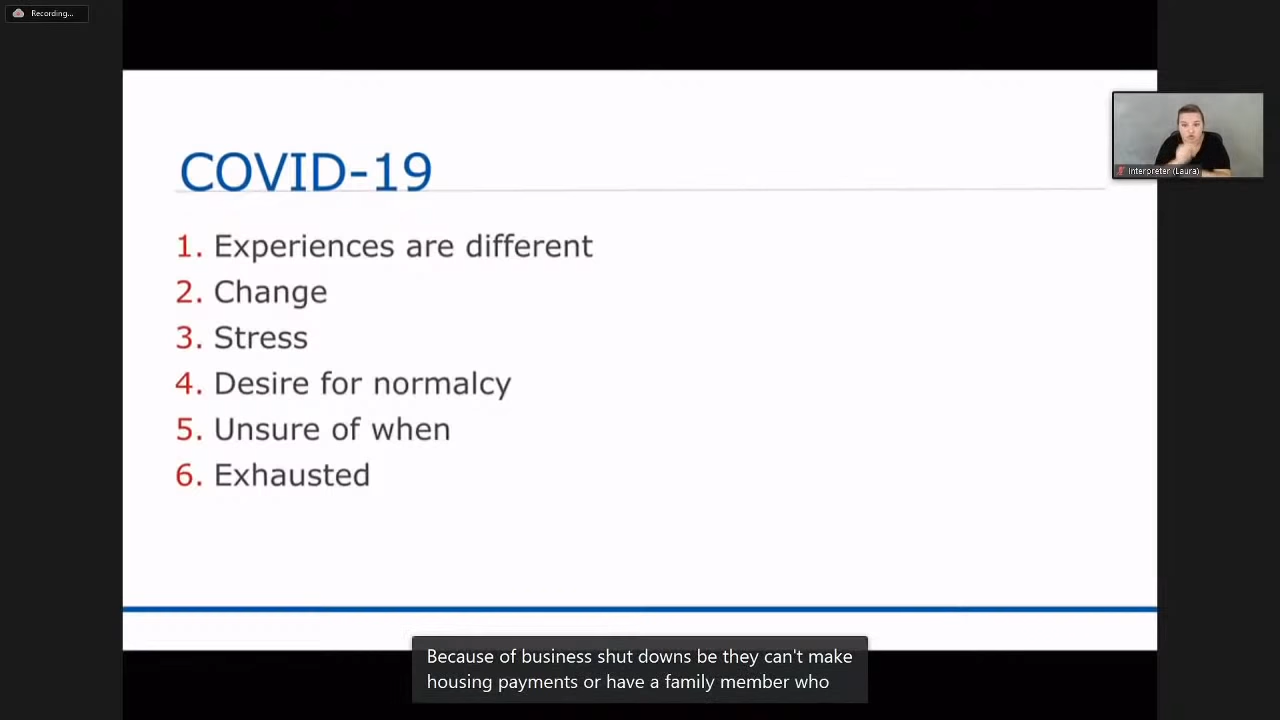 Recording...
COVID-19
1. Experiences are different
2. Change
3. Stress
4. Desire for normalcy
5. Unsure of when
6. Exhausted
Interpreter (Laura)
Because of business shut downs be they can't make
housing payments or have a family member who